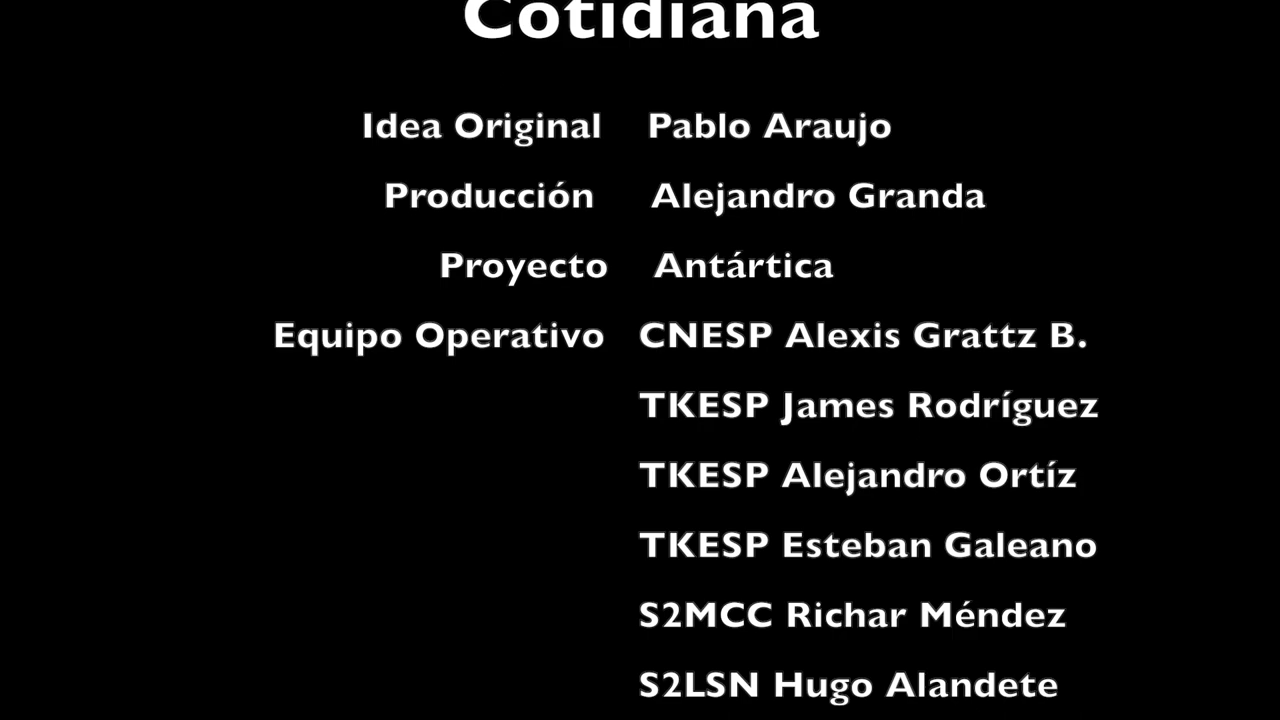 Cotidiana
Idea Original Pablo Araujo
Producción Alejandro Granda
Proyecto Antártica
Equipo Operativo CNESP Alexis Grattz B.
TKESP James Rodríguez
TKESP Alejandro Ortíz
TKESP Esteban Galeano
S2MCC Richar Méndez
S2LSN Hugo Alandete